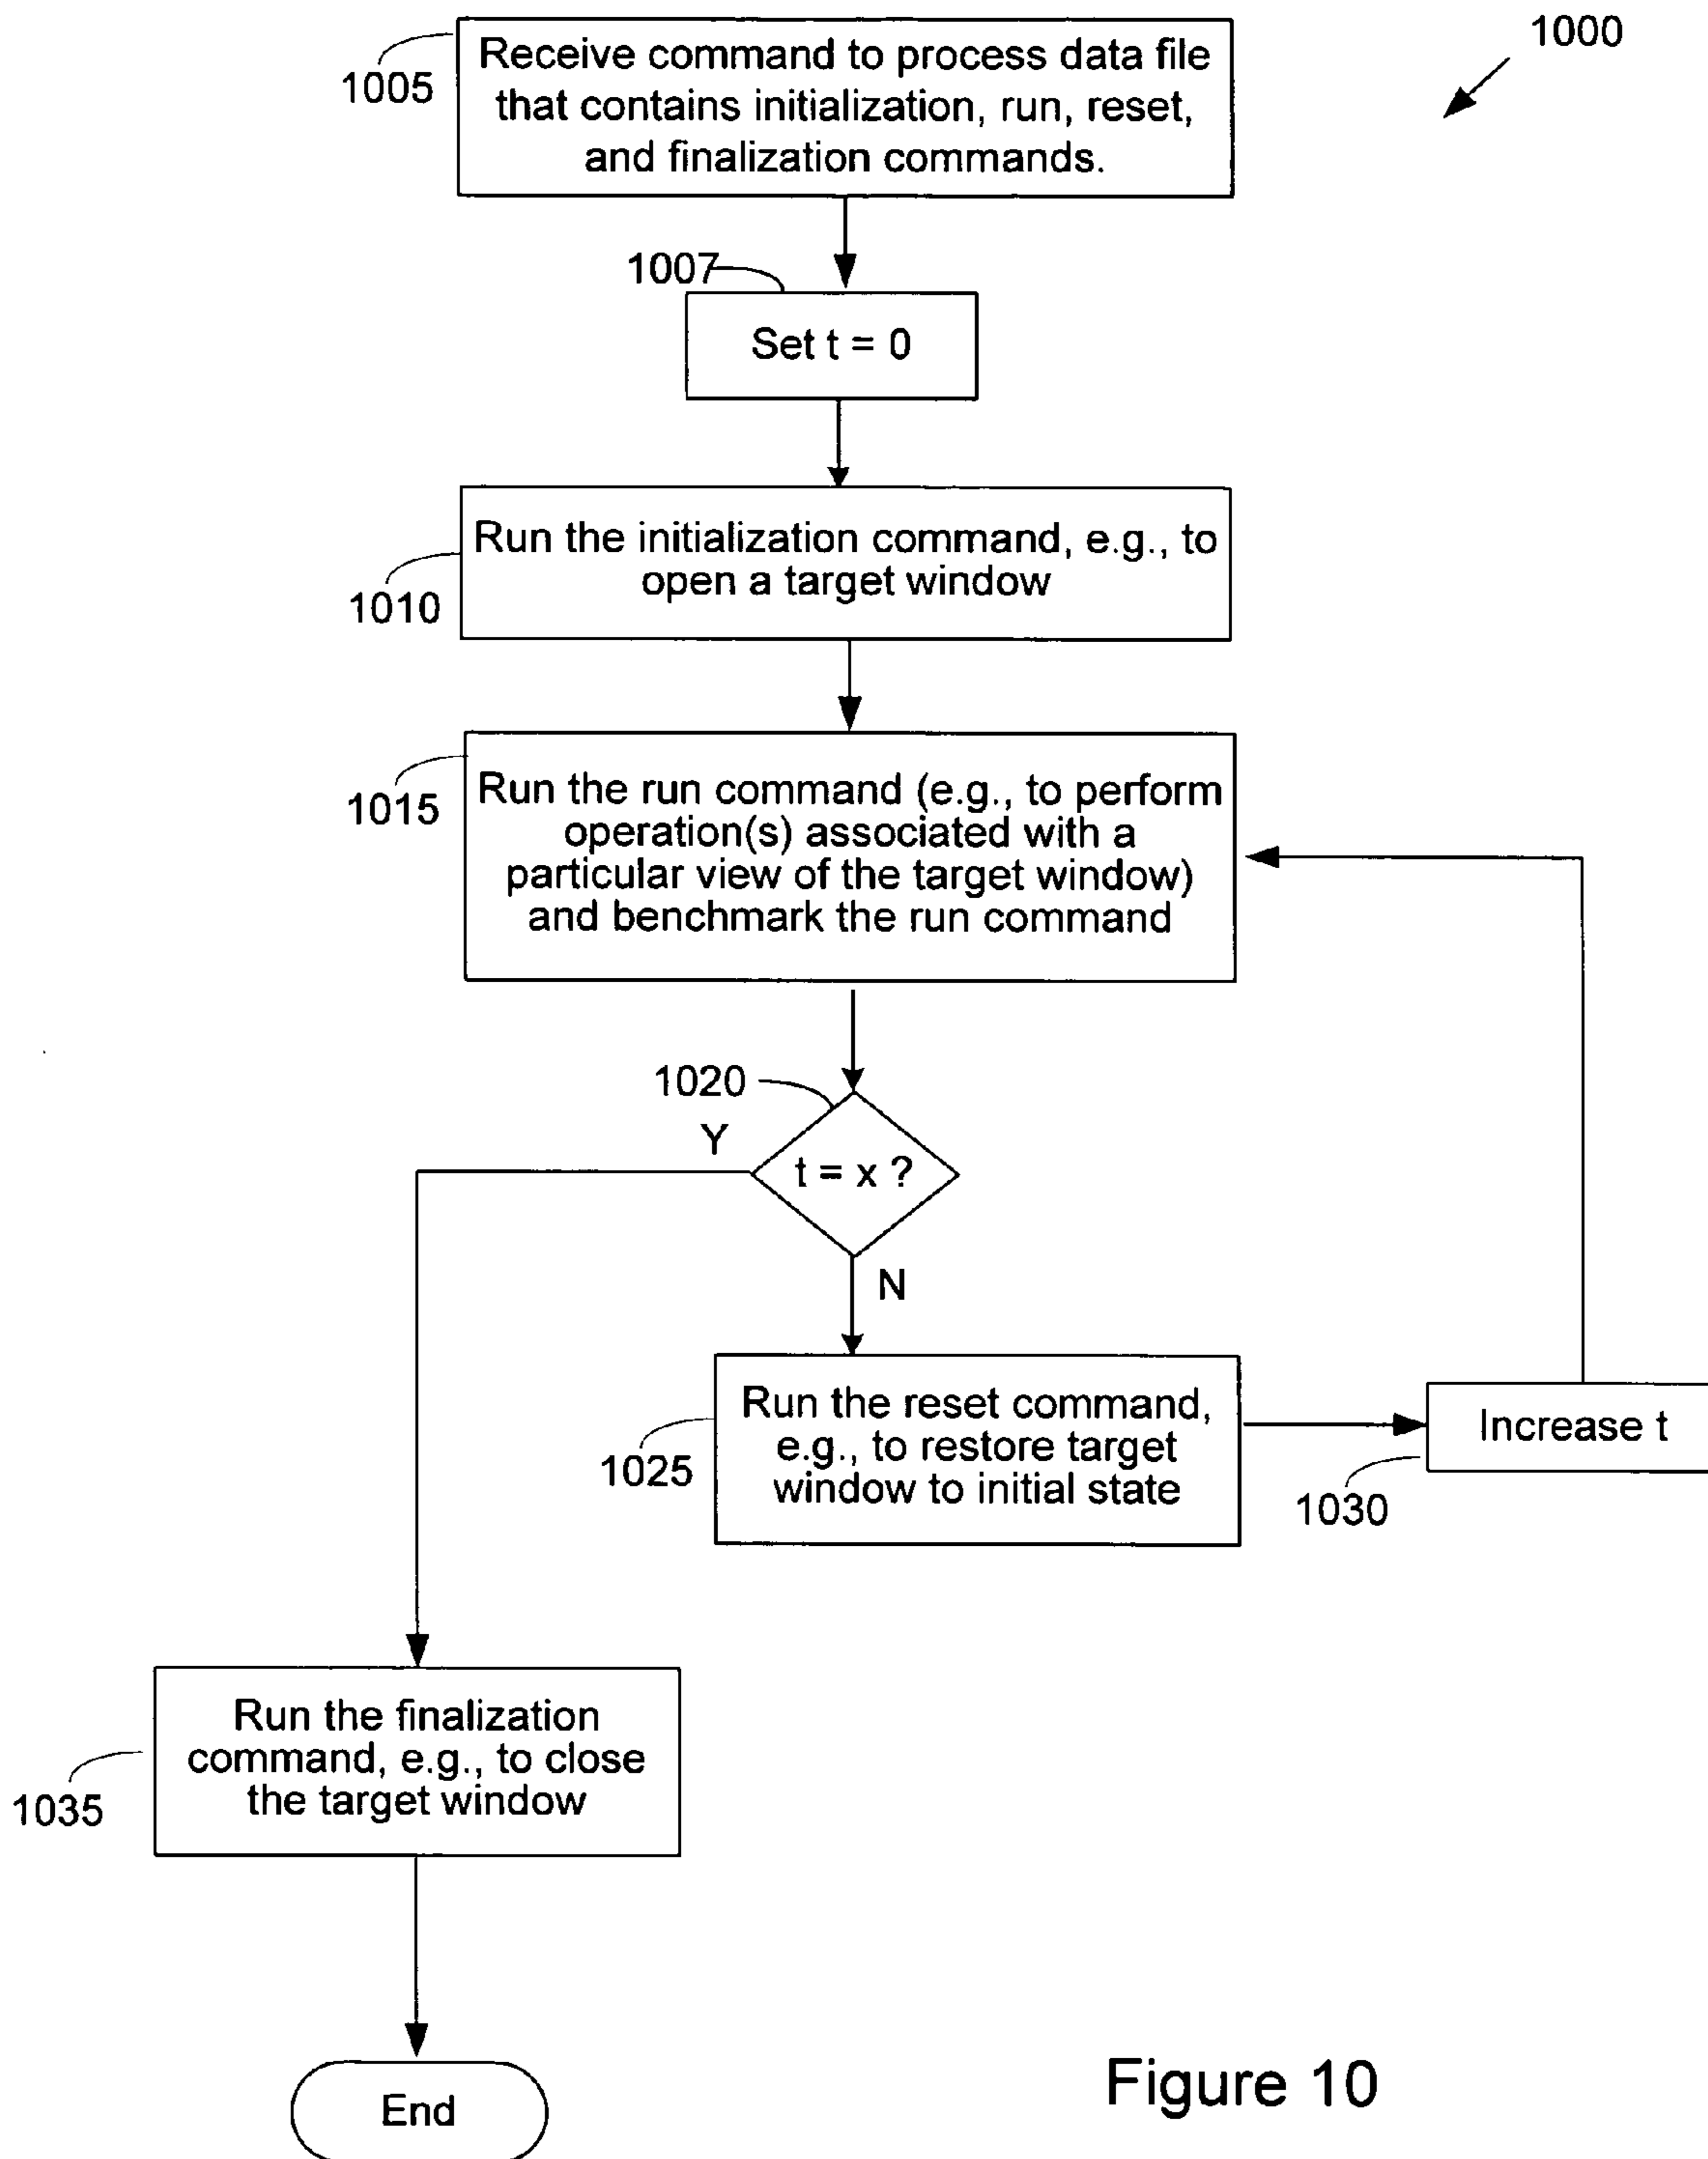 1000
1005
Receive command to process data file
that contains initialization, run, reset,
and finalization commands.
1007
Set t = 0
Run the initialization command, e.g., to
open a target window
1010
1015
Run the run command (e.g., to perform
operation(s) associated with a
particular view of the target window)
and benchmark the run command
1020
Y
t = x ?
N
Run the reset command,
e.g., to restore target
window to initial state
1025
Increase t
1030
Run the finalization
command, e.g., to close
the target window
1035
End
Figure 10